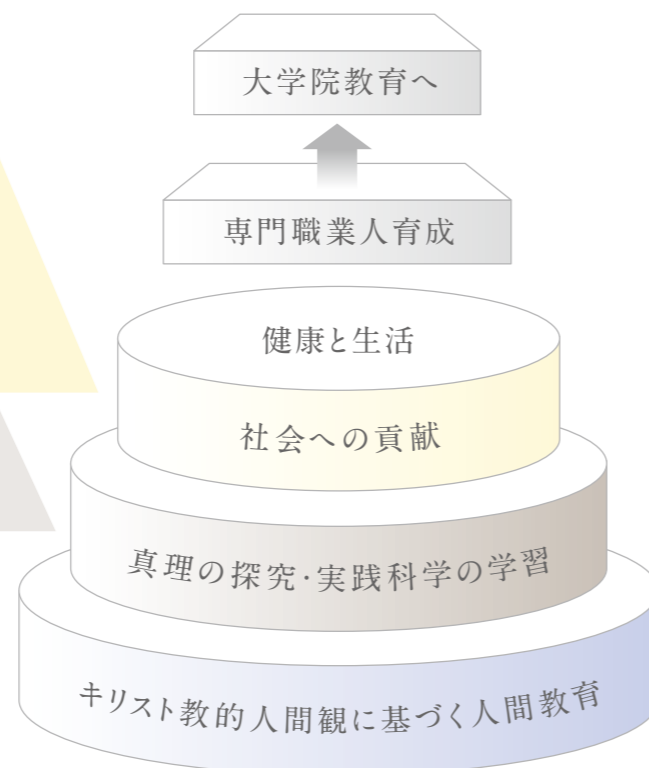 大学院教育へ
専門職業人育成
健康と生活
社会への貢献
真理の探究・実践科学の学習
キリスト教的人間観に基づく人間教育